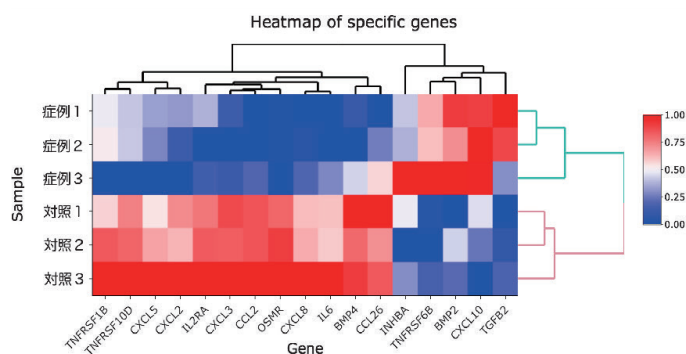 Heatmap of specific genes
Sample
症例 1
症例 2
症例 3
対照 1
対照 2
対照 3
1.00
0.75
0.50
0.25
0.00
TNFRSF1B
TNFRSF10D
CXCL5
CXCL2
IL2RA
CXCL3
CCL2
OSMR
CXCL8
IL6
BMP4
CCL26
INHBA
TNFRSF6B
BMP2
CXCL10
TGFB2
Gene